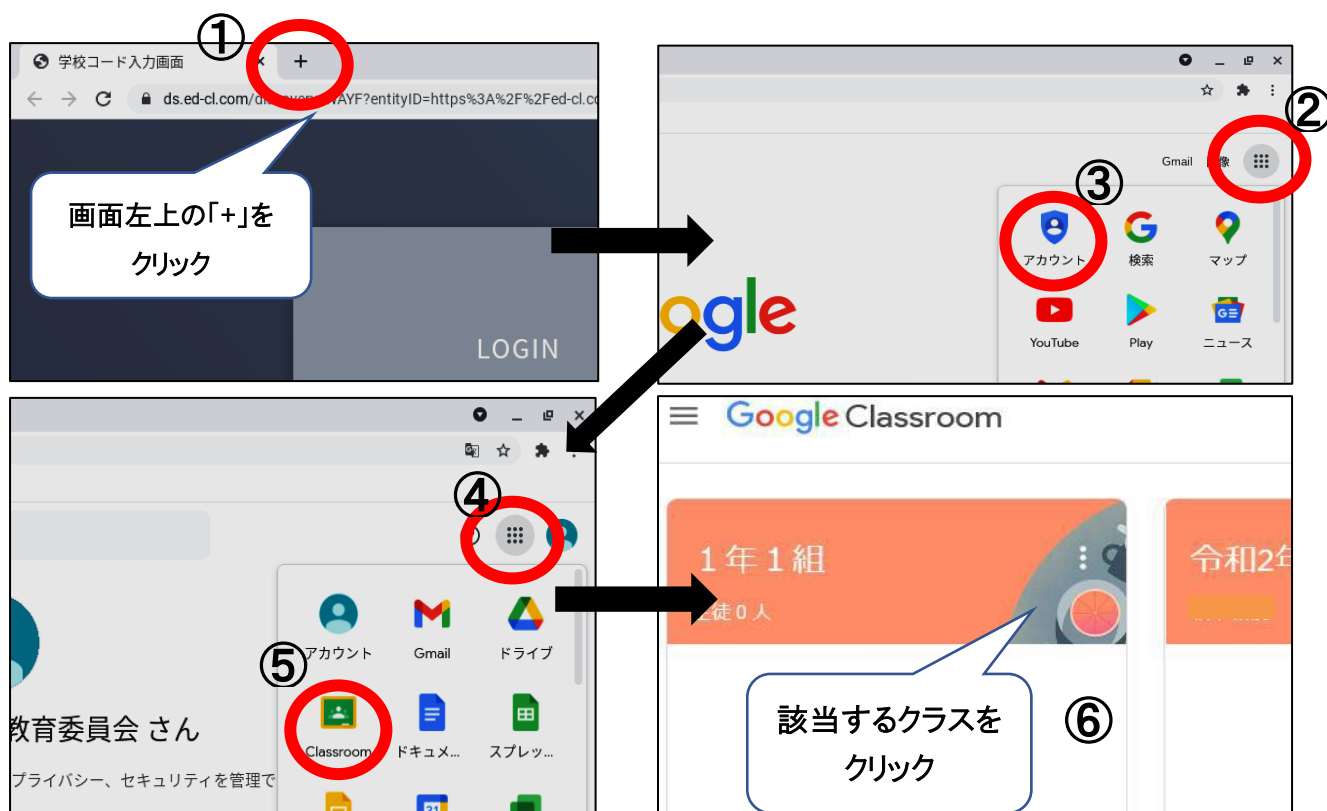 ①
学校コード入力画面 × +
画面左上の「+」を
クリック
LOGIN
②
Gmail
③
アカウント 検索 マップ
YouTube Play ニュース
ogle
④
アカウント Gmail ドライブ
⑤
Classroom ドキュメ... スプレッ...
教育委員会 さん
プライバシー、セキュリティを管理で
31
Google Classroom
1年1組
徒0人
令和2年
該当するクラスを
クリック
⑥